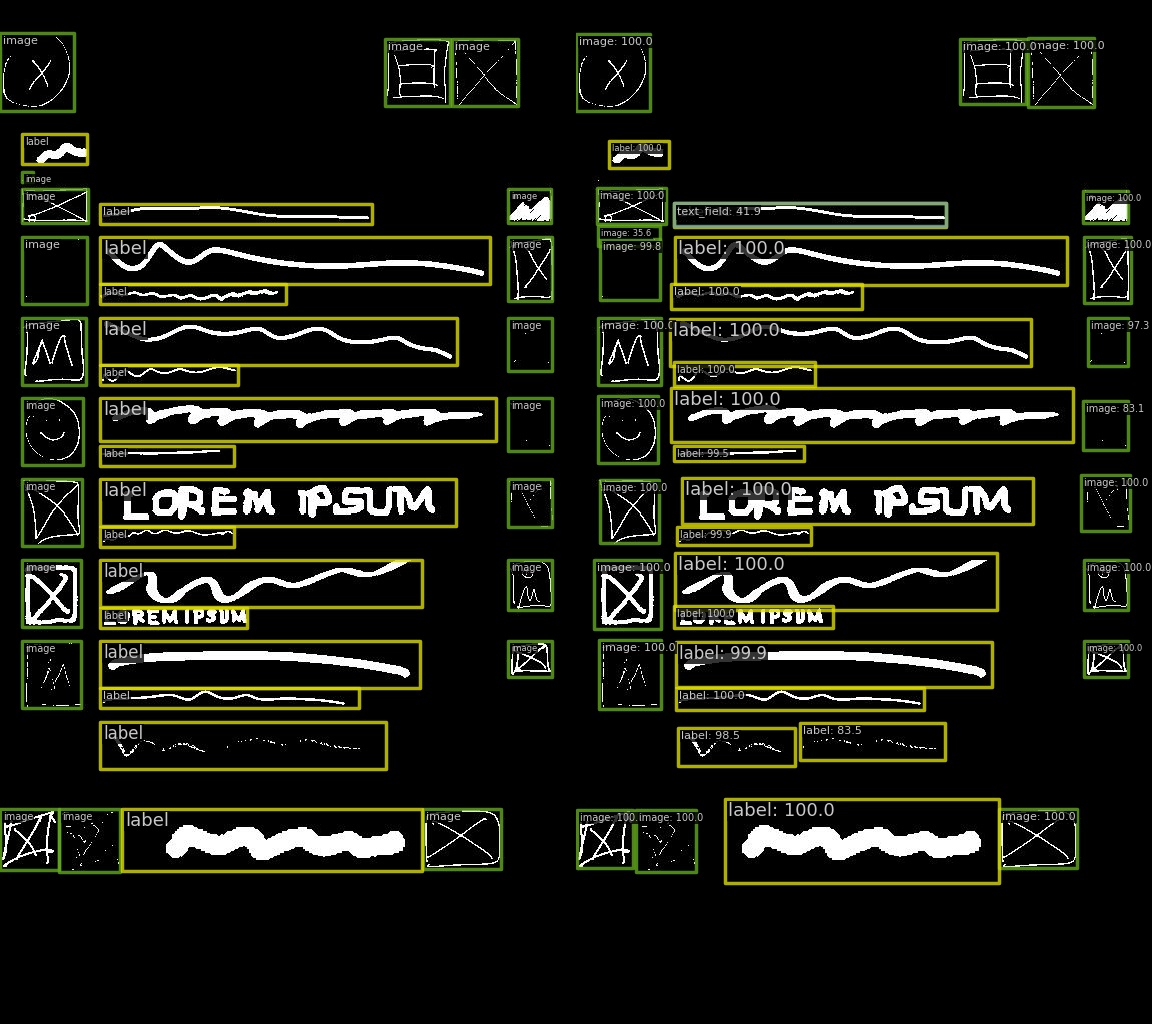 image image image image: 100.0 image: 100.0 image: 100.0
label label: 100.0
image
image label image image: 100.0 text_field: 41.9 image: 100.0
image: 35.6
image label image image: 99.8 label: 100.0 image: 100.0
label label: 100.0
image label image image: 100.0 label: 100.0 image: 97.3
label label: 100.0
image label image image: 100.0 label: 100.0 image: 83.1
label label: 99.5
image label LOREM IPSUM image image: 100.0 label: 100.0 LOREM IPSUM image: 100.0
label label: 99.9
image label image image: 100.0 label: 100.0 image: 100.0
label LOREM IPSUM label: 100.0 LOREM IPSUM
image label image image: 100.0 label: 99.9 image: 100.0
label label: 100.0
label label: 98.5 label: 83.5
image image label image image: 100.0 image: 100.0 label: 100.0 image: 100.0